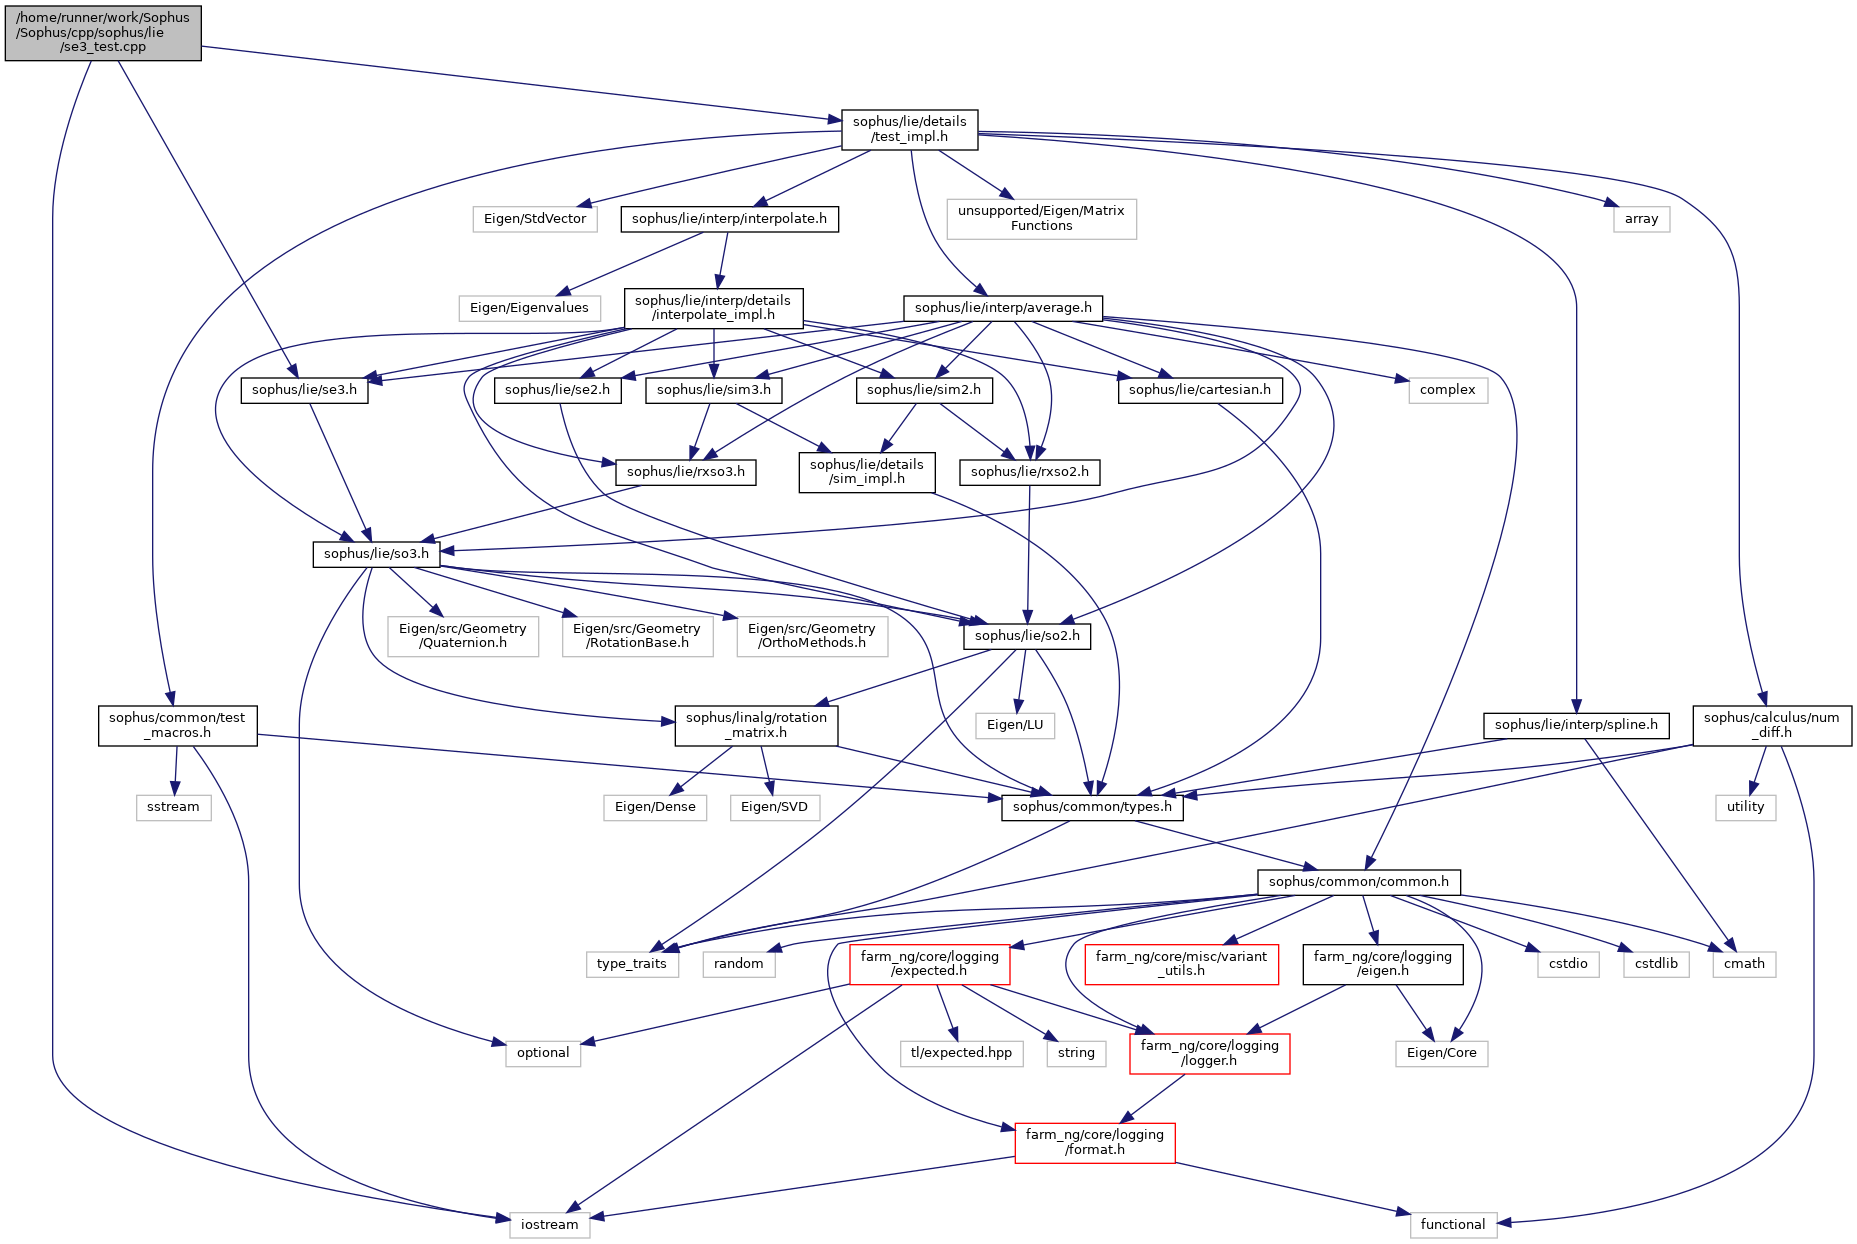 /home/runner/work/Sophus
/Sophus/cpp/sophus/lie
/se3_test.cpp
sophus/lie/details
/test_impl.h
Eigen/StdVector
sophus/lie/interp/interpolate.h
unsupported/Eigen/Matrix
Functions
array
Eigen/Eigenvalues
sophus/lie/interp/details
/interpolate_impl.h
sophus/lie/interp/average.h
sophus/lie/se3.h
sophus/lie/se2.h
sophus/lie/sim3.h
sophus/lie/sim2.h
sophus/lie/cartesian.h
complex
sophus/lie/rxso3.h
sophus/lie/details
/sim_impl.h
sophus/lie/rxso2.h
sophus/lie/so3.h
Eigen/src/Geometry
/Quaternion.h
Eigen/src/Geometry
/RotationBase.h
Eigen/src/Geometry
/OrthoMethods.h
sophus/lie/so2.h
sophus/common/test
_macros.h
sophus/linalg/rotation
_matrix.h
Eigen/LU
sophus/lie/interp/spline.h
sophus/calculus/num
_diff.h
sstream
Eigen/Dense
Eigen/SVD
sophus/common/types.h
utility
sophus/common/common.h
type_traits
random
farm_ng/core/logging
/expected.h
farm_ng/core/misc/variant
_utils.h
farm_ng/core/logging
/eigen.h
cstdio
cstdlib
cmath
optional
tl/expected.hpp
string
farm_ng/core/logging
/logger.h
Eigen/Core
farm_ng/core/logging
/format.h
iostream
functional